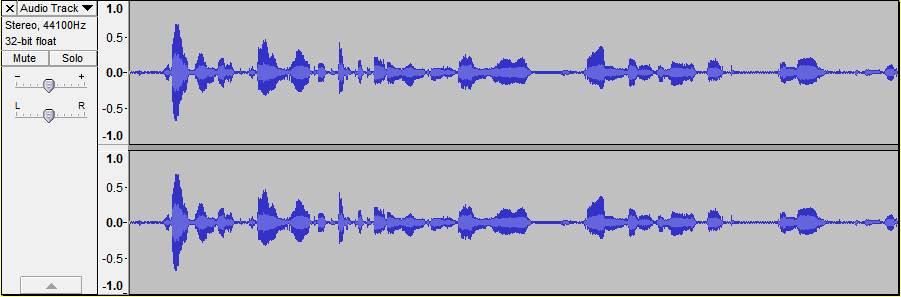 × Audio Track ▼
Stereo, 44100Hz
32-bit float
Mute Solo
- +
L R
1.0
0.5
0.0
-0.5
-1.0
1.0
0.5
0.0
-0.5
-1.0